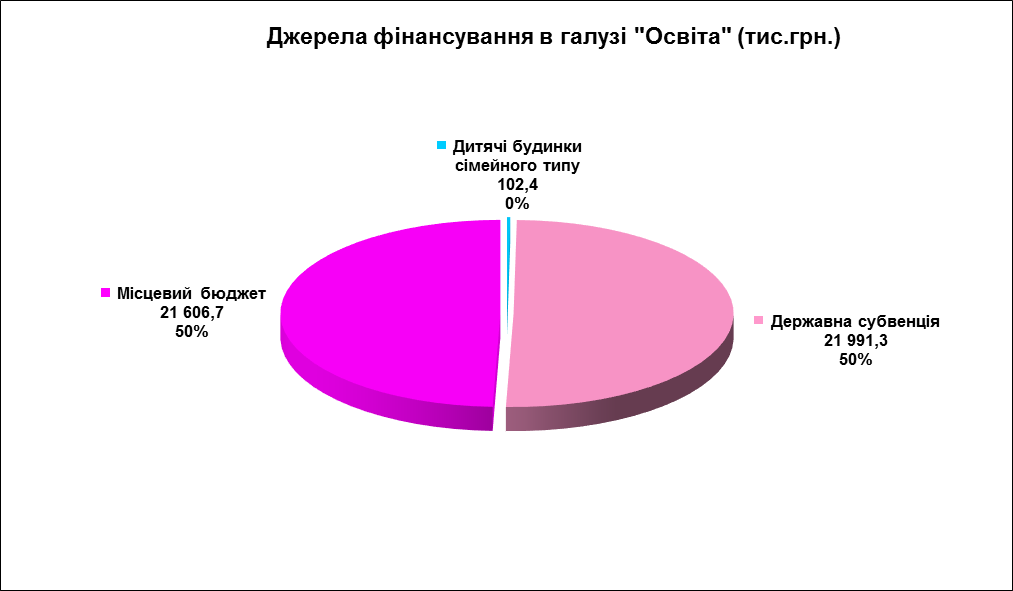 Джерела фінансування в галузі "Освіта" (тис.грн.)
Дитячі будинки
сімейного типу
102,4
0%
Місцевий бюджет
21 606,7
50%
Державна субвенція
21 991,3
50%